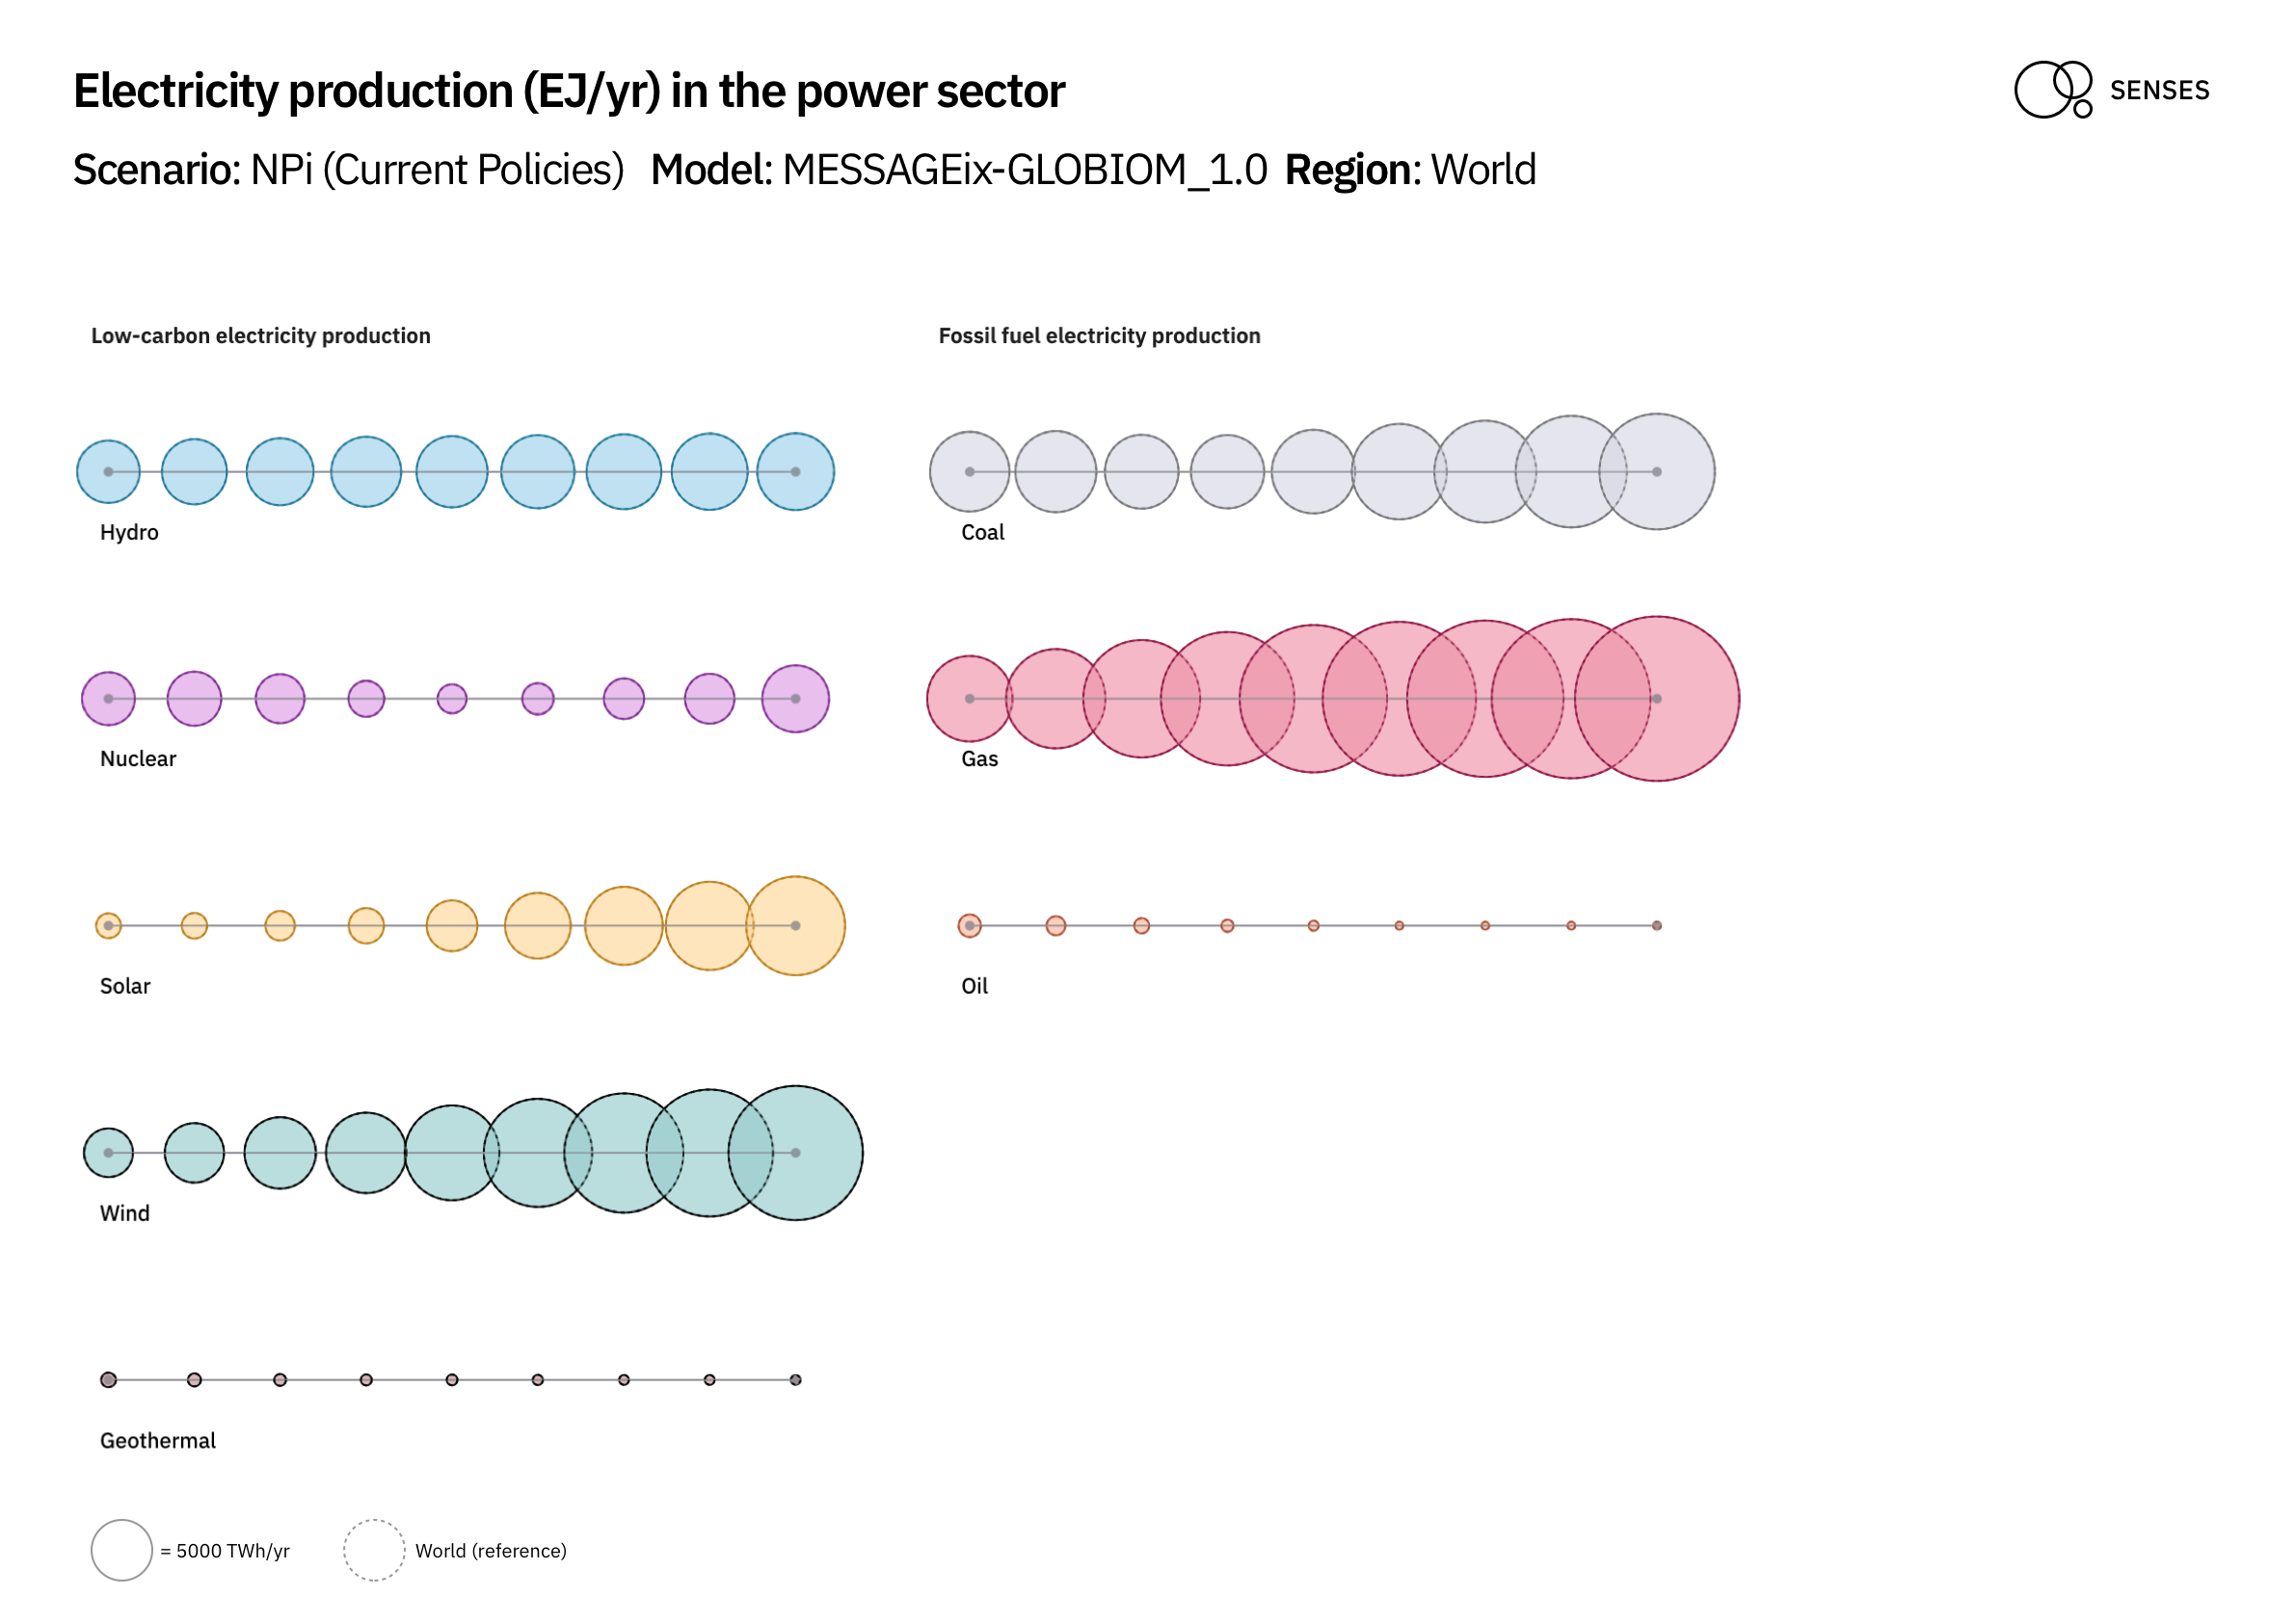 Electricity production (EJ/yr) in the power sector
SENSES
Scenario: NPi (Current Policies) Model: MESSAGEix-GLOBIOM_1.0 Region: World
Low-carbon electricity production
Fossil fuel electricity production
Hydro
Coal
Nuclear
Gas
Solar
Oil
Wind
Geothermal
= 5000 TWh/yr
World (reference)